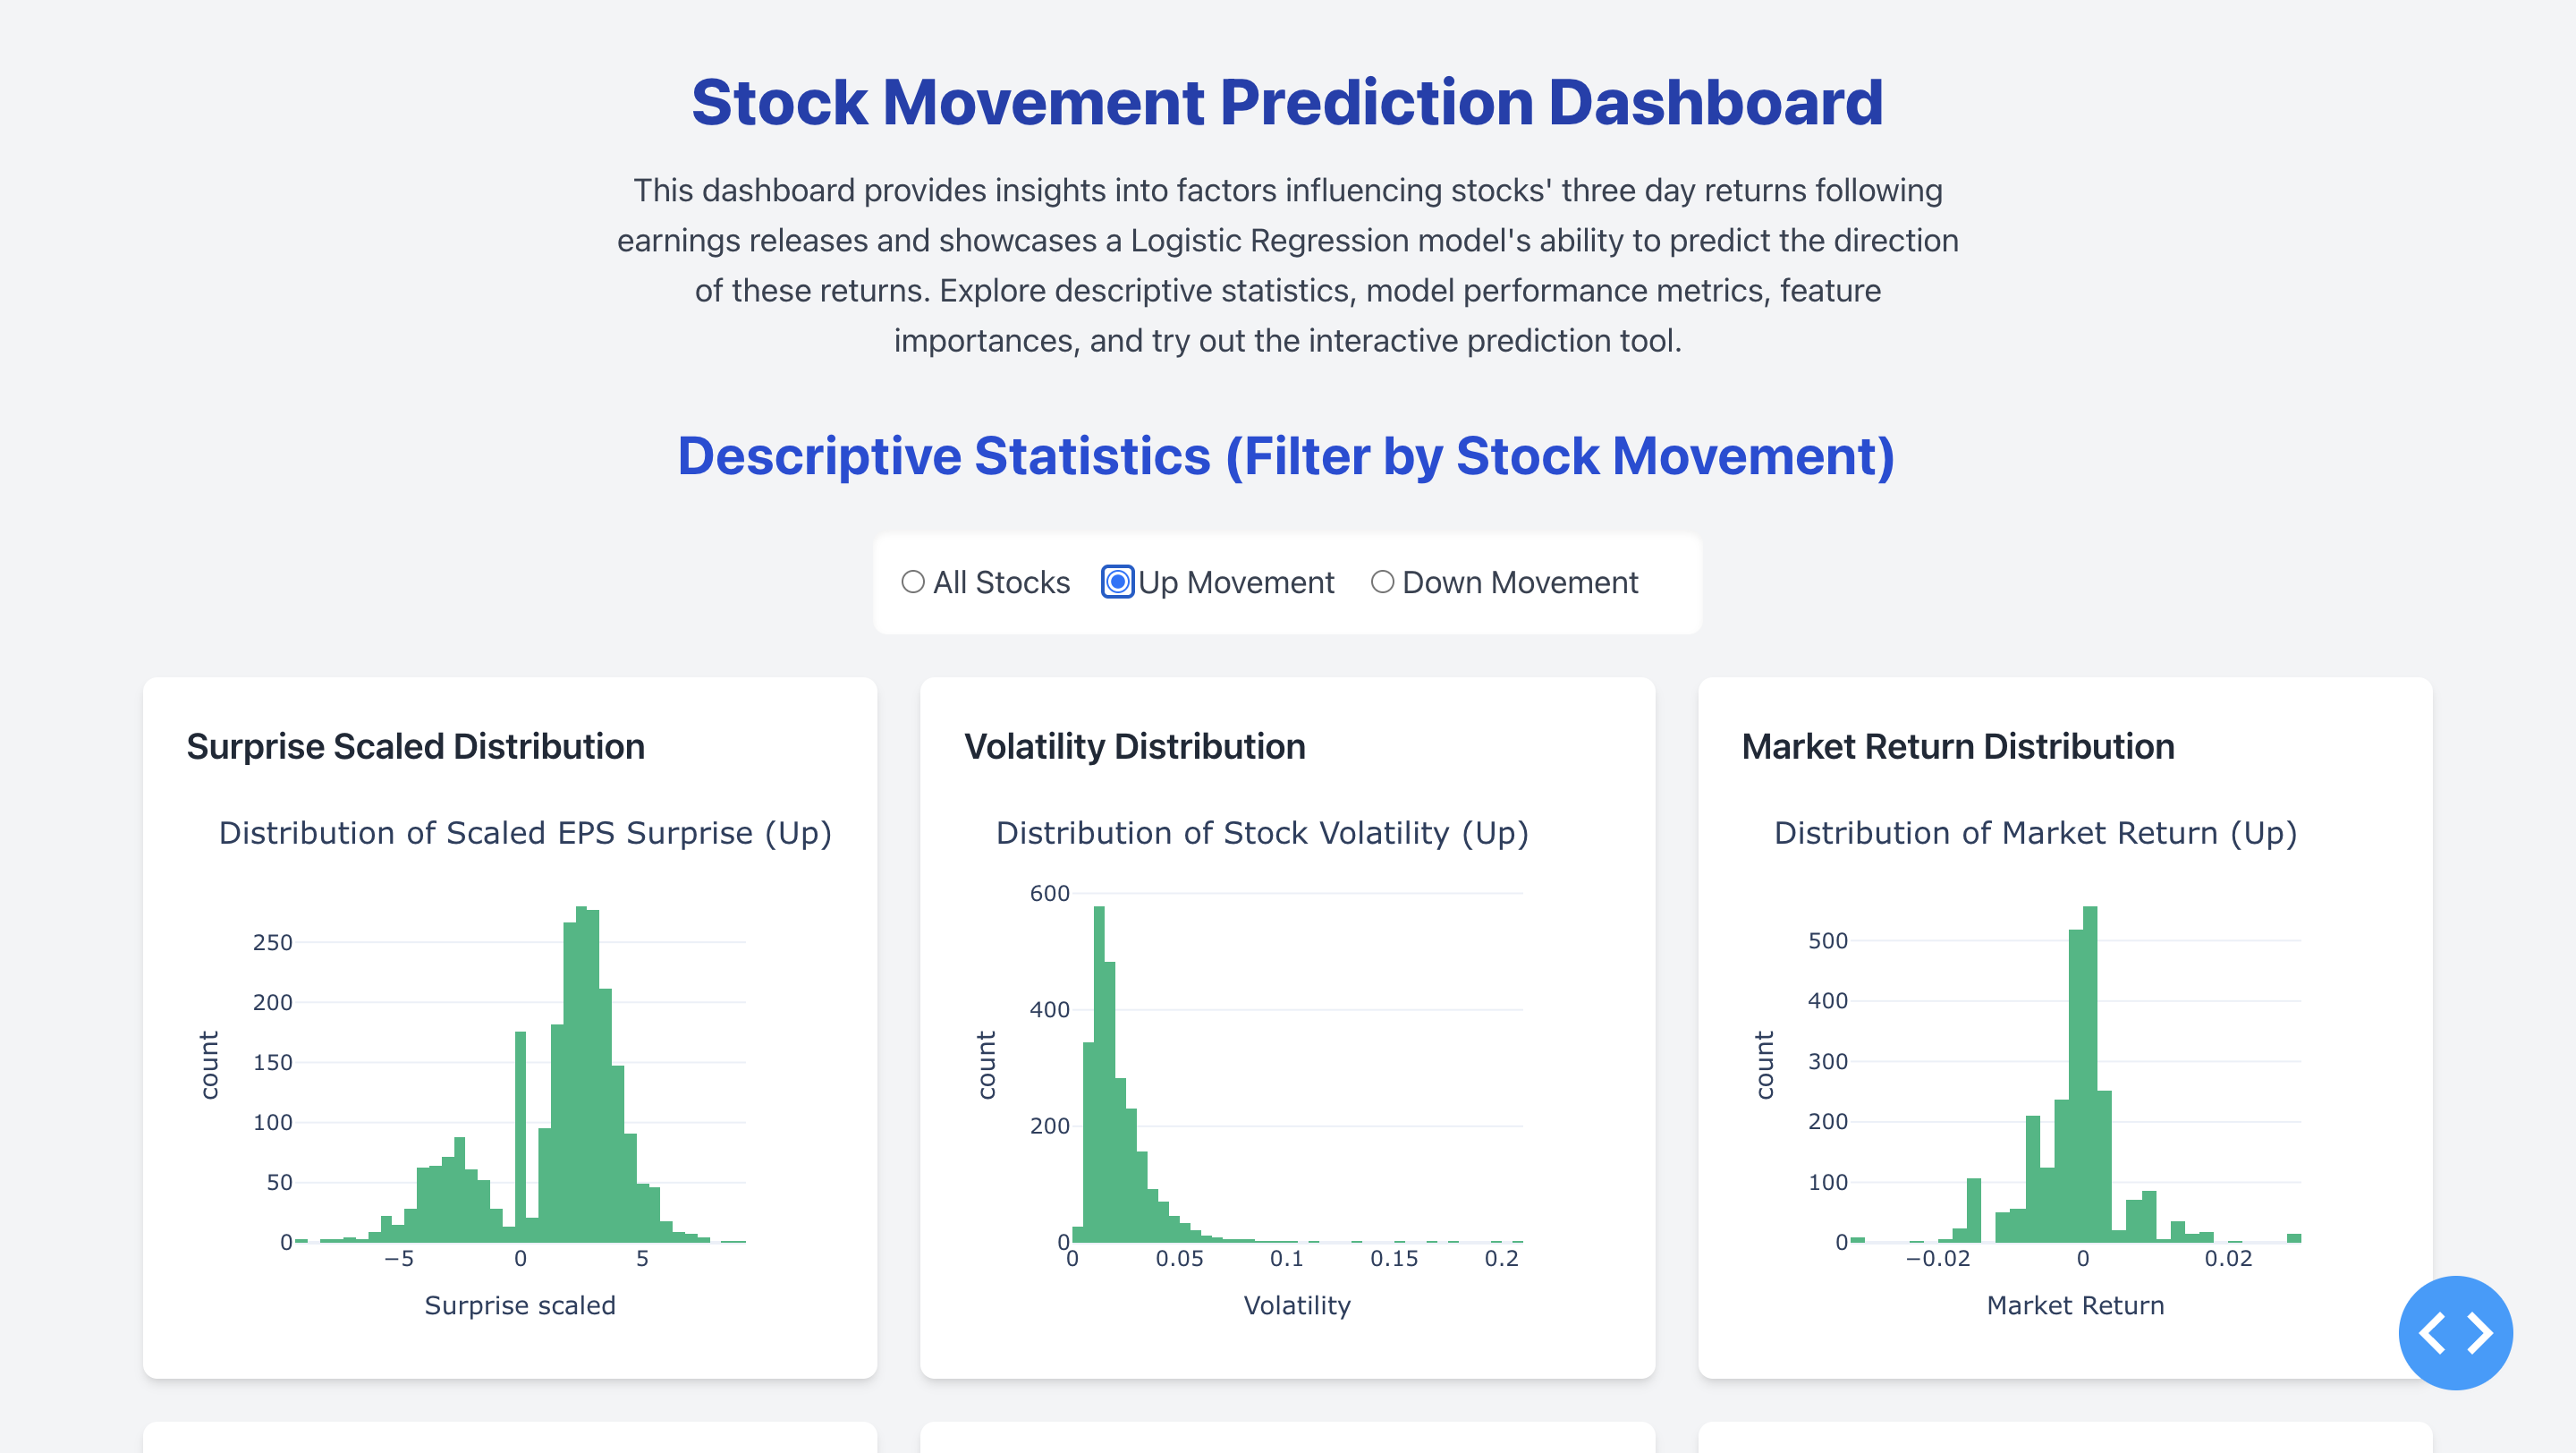 Stock Movement Prediction Dashboard
This dashboard provides insights into factors influencing stocks' three day returns following
earnings releases and showcases a Logistic Regression model's ability to predict the direction
of these returns. Explore descriptive statistics, model performance metrics, feature
importances, and try out the interactive prediction tool.
Descriptive Statistics (Filter by Stock Movement)
All Stocks Up Movement Down Movement
Surprise Scaled Distribution
Distribution of Scaled EPS Surprise (Up)
250
200
150
100
50
0
count
−5 0 5
Surprise scaled
Volatility Distribution
Distribution of Stock Volatility (Up)
600
400
200
0
count
0 0.05 0.1 0.15 0.2
Volatility
Market Return Distribution
Distribution of Market Return (Up)
500
400
300
200
100
0
count
−0.02 0 0.02
Market Return